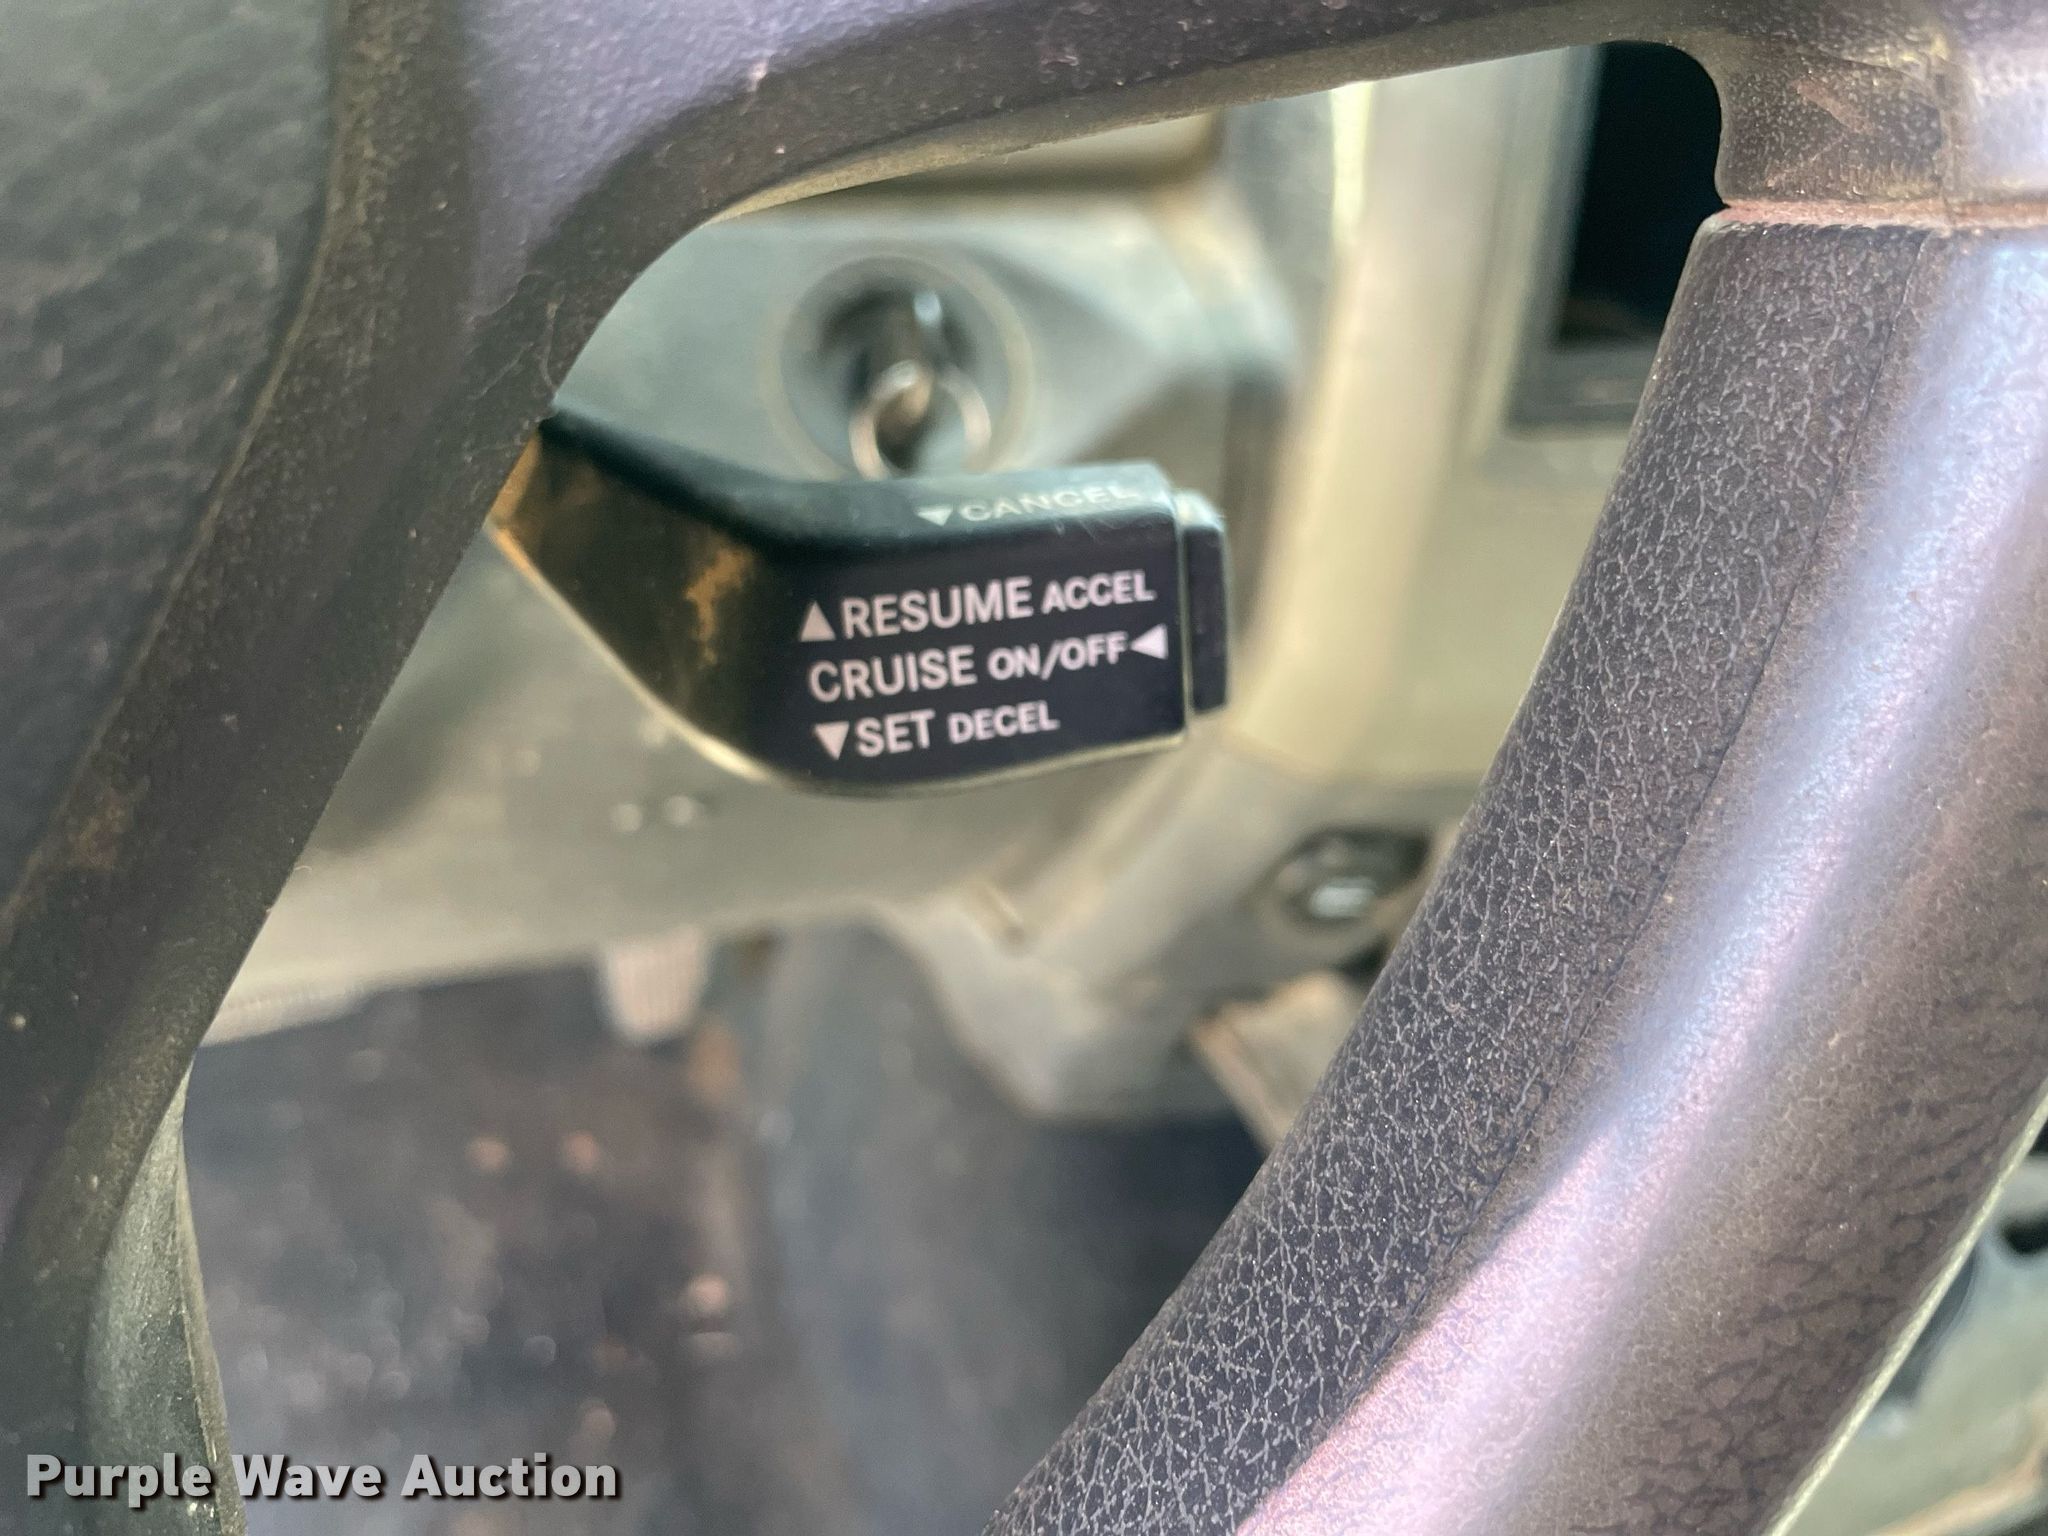 ▼CANCEL
▲RESUME ACCEL
CRUISE ON/OFF◀
▼SET DECEL
Purple Wave Auction